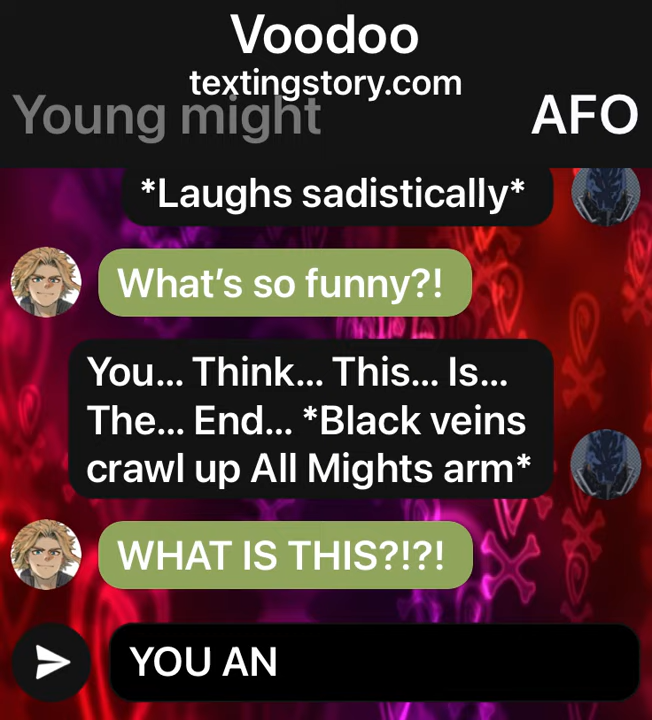 Voodoo
textingstory.com
Young might AFO
*Laughs sadistically*
What's so funny?!
You... Think... This... Is...
The... End... *Black veins
crawl up All Mights arm*
WHAT IS THIS?!?!
YOU AN